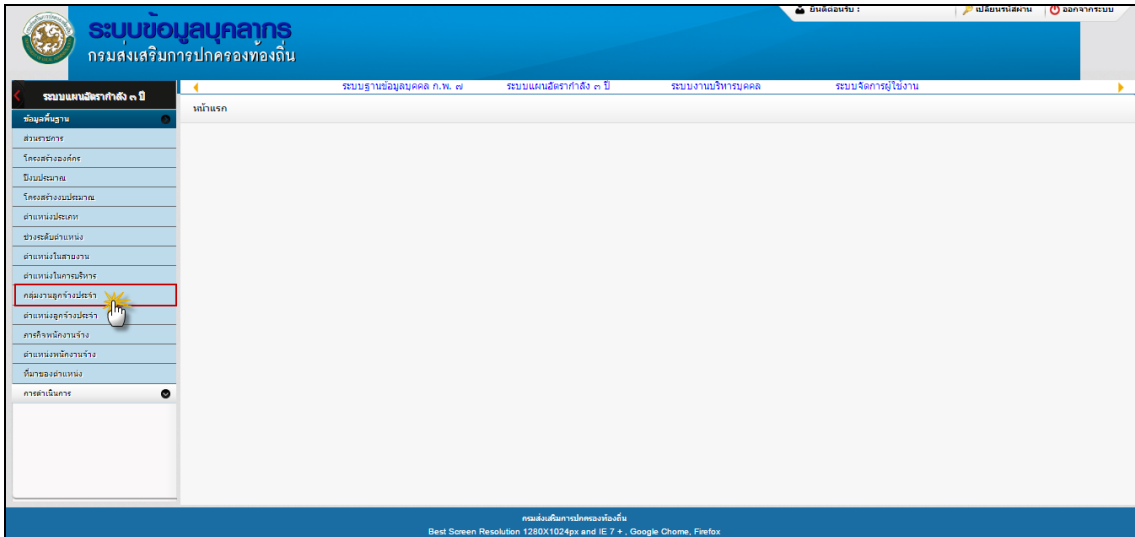 ยินดีต้อนรับ : เปลี่ยนรหัสผ่าน ออกจากระบบ
ระบบข้อมูลบุคลากร
กรมส่งเสริมการปกครองท้องถิ่น
ระบบฐานข้อมูลบุคคล ก.พ. ๗ ระบบแผนอัตรากำลัง ๓ ปี ระบบงานบริหารบุคคล ระบบจัดการผู้ใช้งาน
ระบบแผนอัตรากำลัง ๓ ปี
หน้าแรก
ข้อมูลพื้นฐาน
ส่วนราชการ
โครงสร้างองค์กร
ปีงบประมาณ
โครงสร้างงบประมาณ
ตำแหน่งประเภท
ช่วงระดับตำแหน่ง
ตำแหน่งในสายงาน
ตำแหน่งในการบริหาร
กลุ่มงานลูกจ้างประจำ
ตำแหน่งลูกจ้างประจำ
ภารกิจพนักงานจ้าง
ตำแหน่งพนักงานจ้าง
ที่มาของตำแหน่ง
การดำเนินการ
กรมส่งเสริมการปกครองท้องถิ่น
Best Screen Resolution 1280X1024px and IE 7 + , Google Chome, Firefox